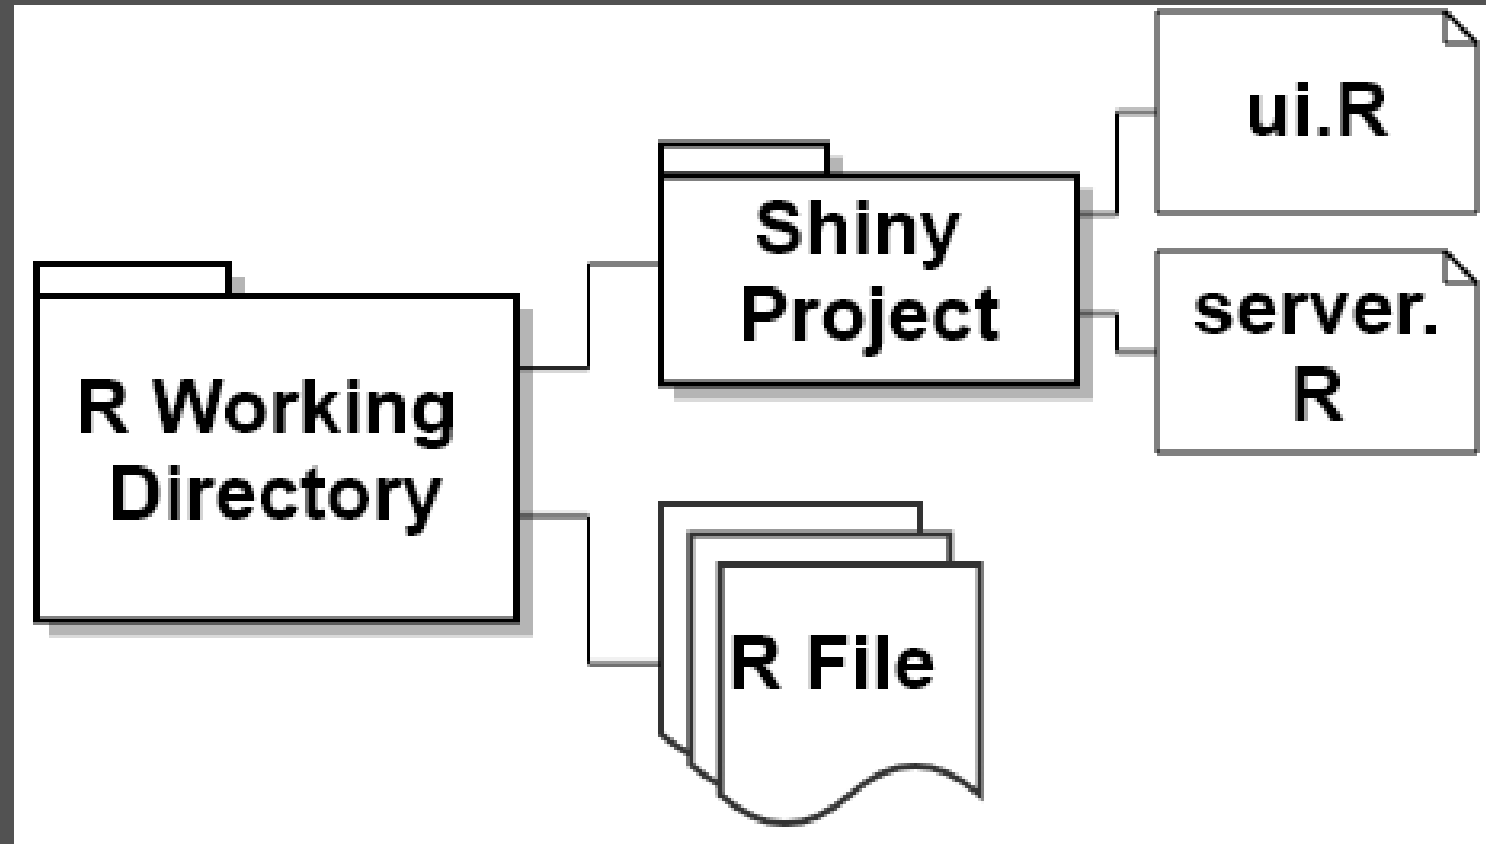 ui.R
Shiny
Project
server.
R
R Working
Directory
R File